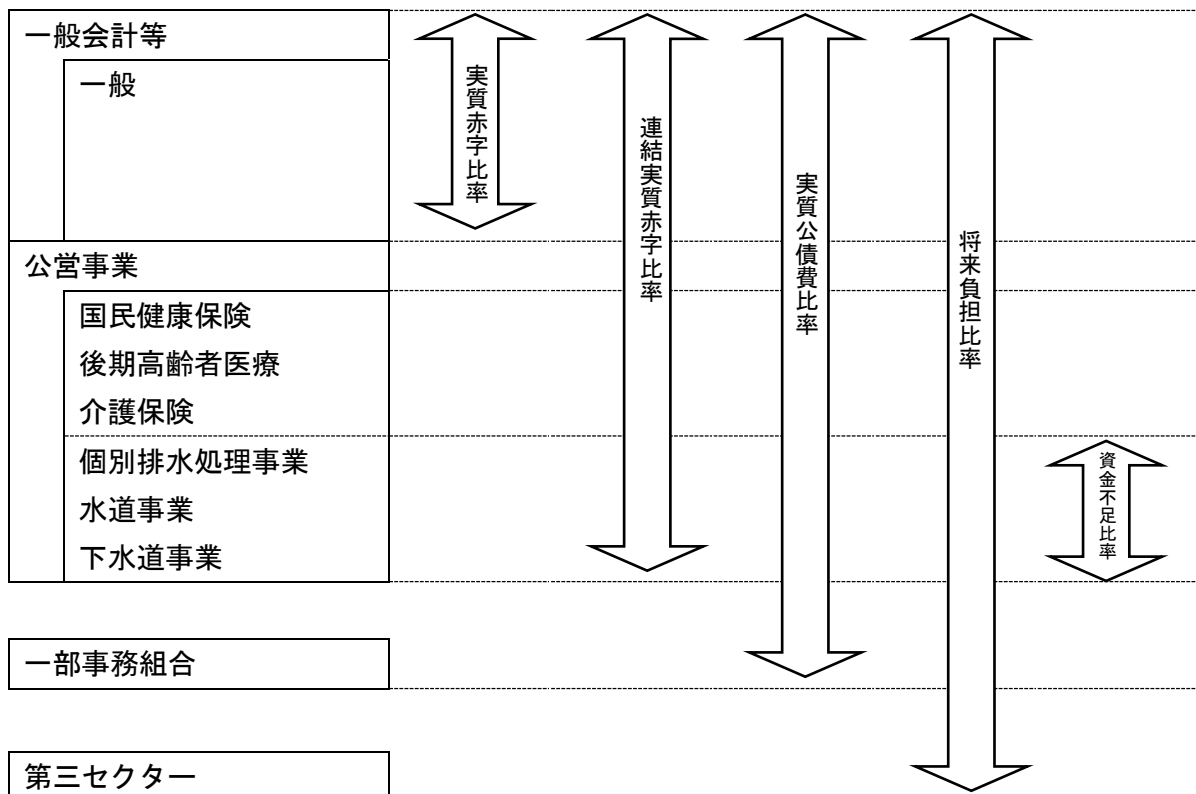 一般会計等
一般
公営事業
国民健康保険
後期高齢者医療
介護保険
個別排水処理事業
水道事業
下水道事業
一部事務組合
第三セクター
実質赤字比率
連結実質赤字比率
実質公債費比率
将来負担比率
資金不足比率